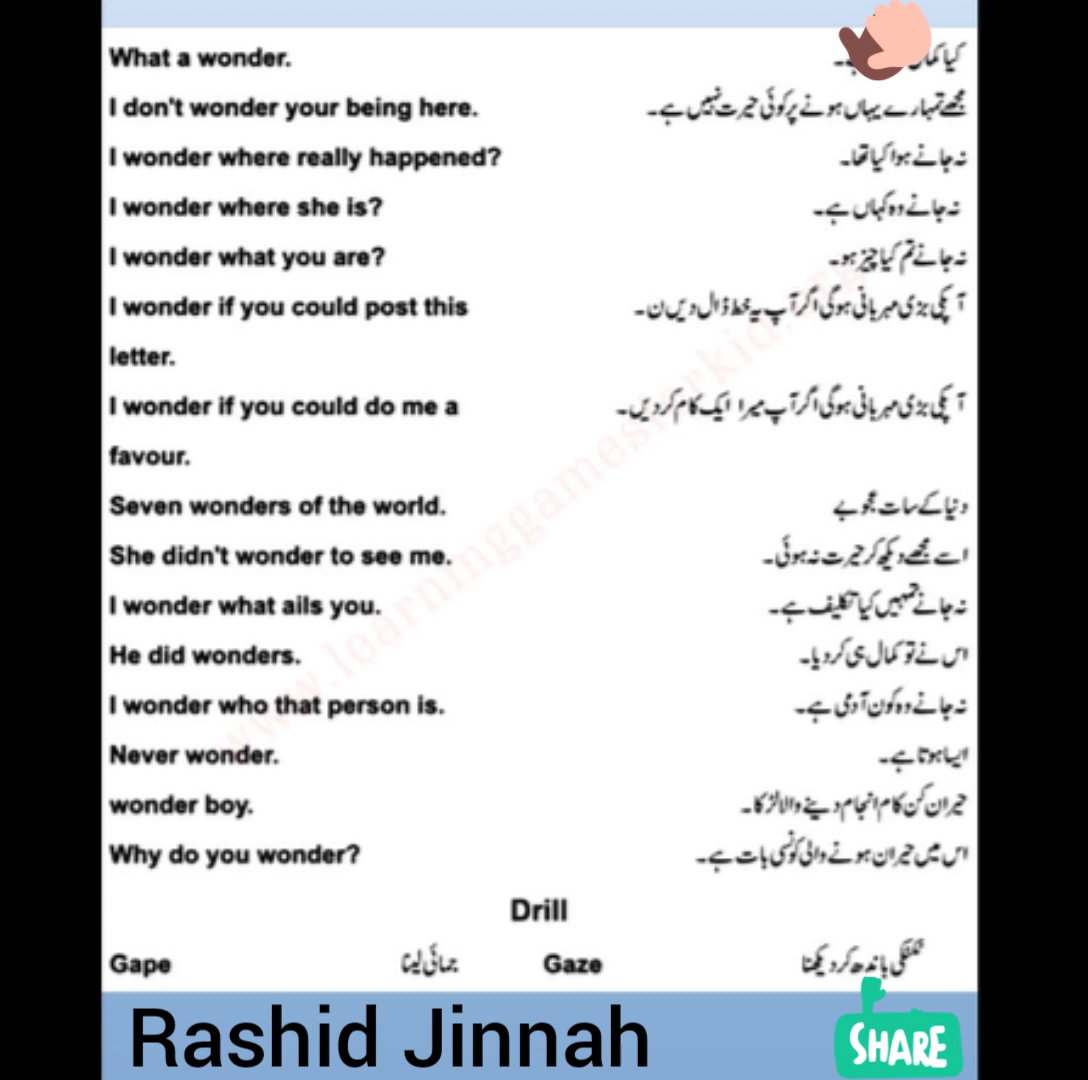 What a wonder. کیا
I don't wonder your being here. مجھے تمہارے یہاں ہونے پر کوئی حیرت نہیں ہے۔
I wonder where really happened? نہ جانے ہوا کیا تھا۔
I wonder where she is? نہ جانے وہ کہاں ہے۔
I wonder what you are? نہ جانے تم کیا چیز ہو۔
I wonder if you could post this آپکی بڑی مہربانی ہوگی اگر آپ یہ خط ڈال دیں ن۔
letter.
I wonder if you could do me a آپکی بڑی مہربانی ہوگی اگر آپ میرا ایک کام کردیں۔
favour.
Seven wonders of the world. دنیا کے سات عجوبے
She didn't wonder to see me. اسے مجھے دیکھ کر حیرت نہ ہوئی۔
I wonder what ails you. نہ جانے تمہیں کیا تکلیف ہے۔
He did wonders. اس نے تو کمال ہی کردیا۔
I wonder who that person is. نہ جانے وہ کون آدمی ہے۔
Never wonder. ایسا ہوتا ہے۔
wonder boy. حیران کن کام انجام دینے والا لڑکا۔
Why do you wonder? اس میں حیران ہونے والی کونسی بات ہے۔
Drill
Gape جمائی لینا Gaze ٹکٹکی باندھ کر دیکھنا
Rashid Jinnah SHARE